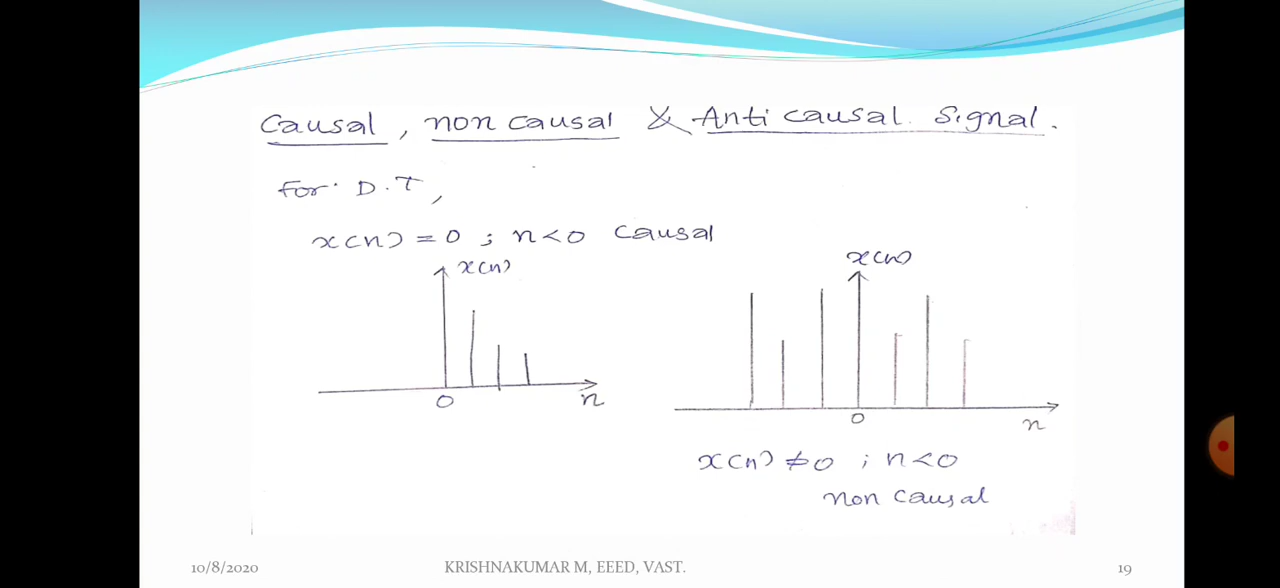 Causal, non causal & Anti causal. Signal.
For D.T,
x(n) = 0 ; n<0 Causal
x(n)
0
n
x(n)
0
n
x(n) ≠ 0 ; n<0
non causal
10/8/2020
KRISHNAKUMAR M, EEED, VAST.
19